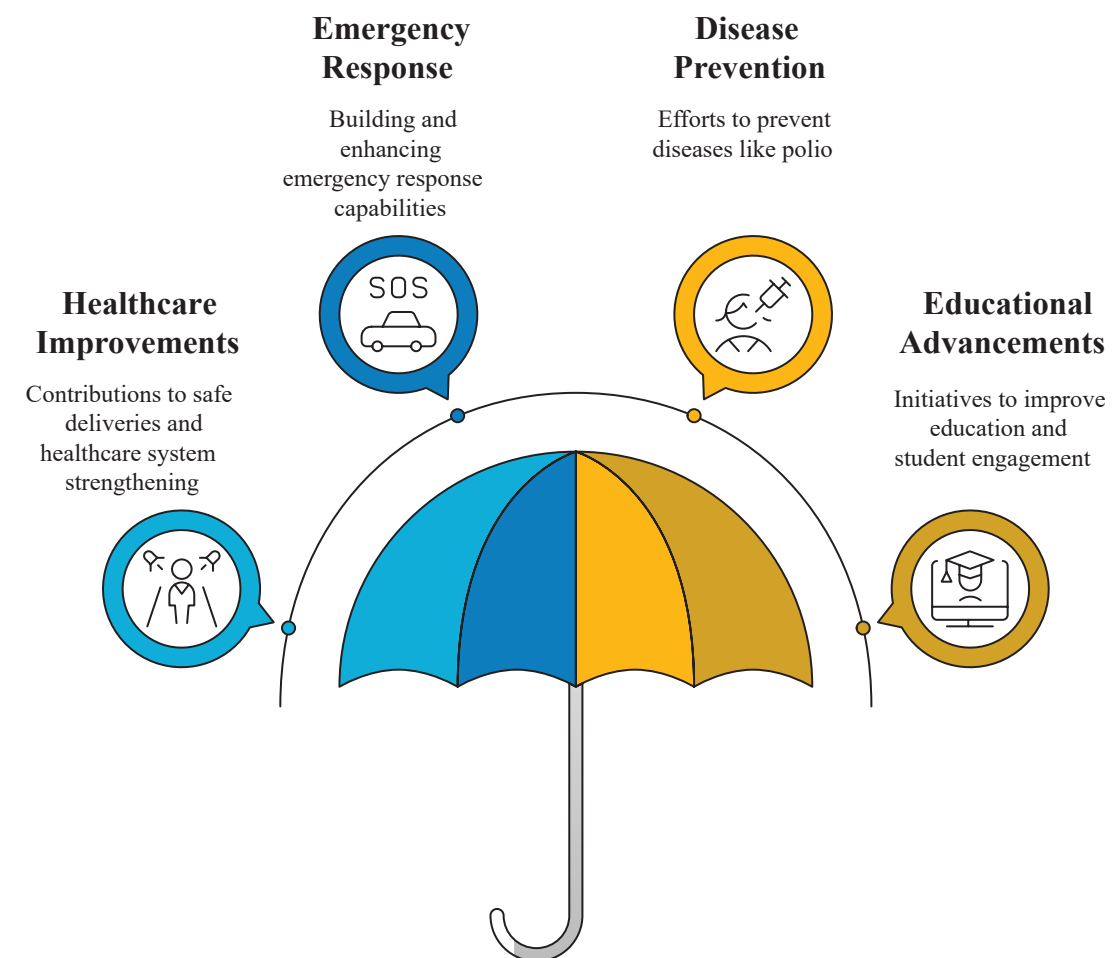 Emergency
Response
Building and
enhancing
emergency response
capabilities
SOS
Disease
Prevention
Efforts to prevent
diseases like polio
Healthcare
Improvements
Contributions to safe
deliveries and
healthcare system
strengthening
Educational
Advancements
Initiatives to improve
education and
student engagement